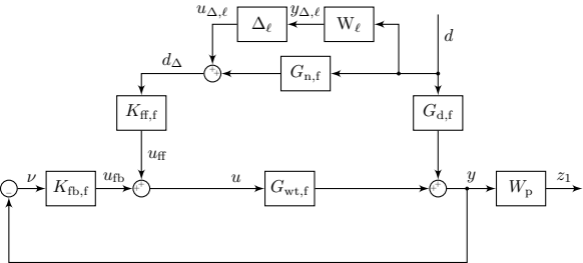 u_{Δ,ℓ} Δ_ℓ y_{Δ,ℓ} W_ℓ
d
d_Δ + + G_{n,f}
K_{ff,f} G_{d,f}
u_{ff}
− ν K_{fb,f} u_{fb} + + u G_{wt,f} + + y W_p z_1